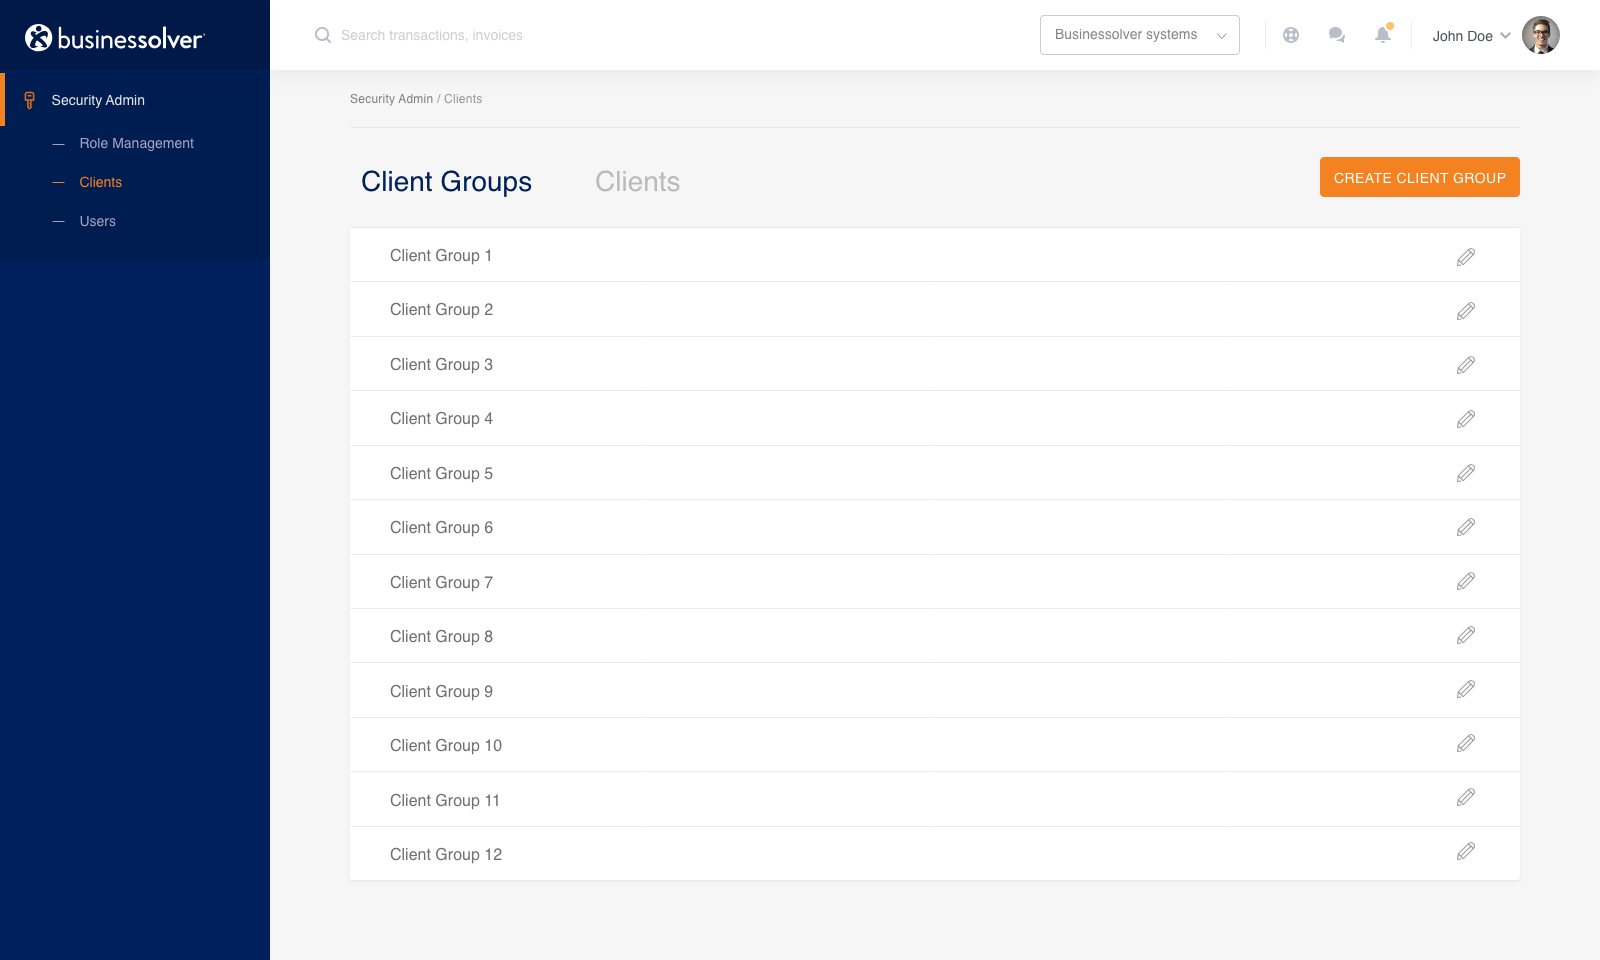 businessolver
Search transactions, invoices
Businessolver systems
John Doe
Security Admin
Role Management
Clients
Users
Security Admin / Clients
Client Groups
Clients
CREATE CLIENT GROUP
Client Group 1
Client Group 2
Client Group 3
Client Group 4
Client Group 5
Client Group 6
Client Group 7
Client Group 8
Client Group 9
Client Group 10
Client Group 11
Client Group 12